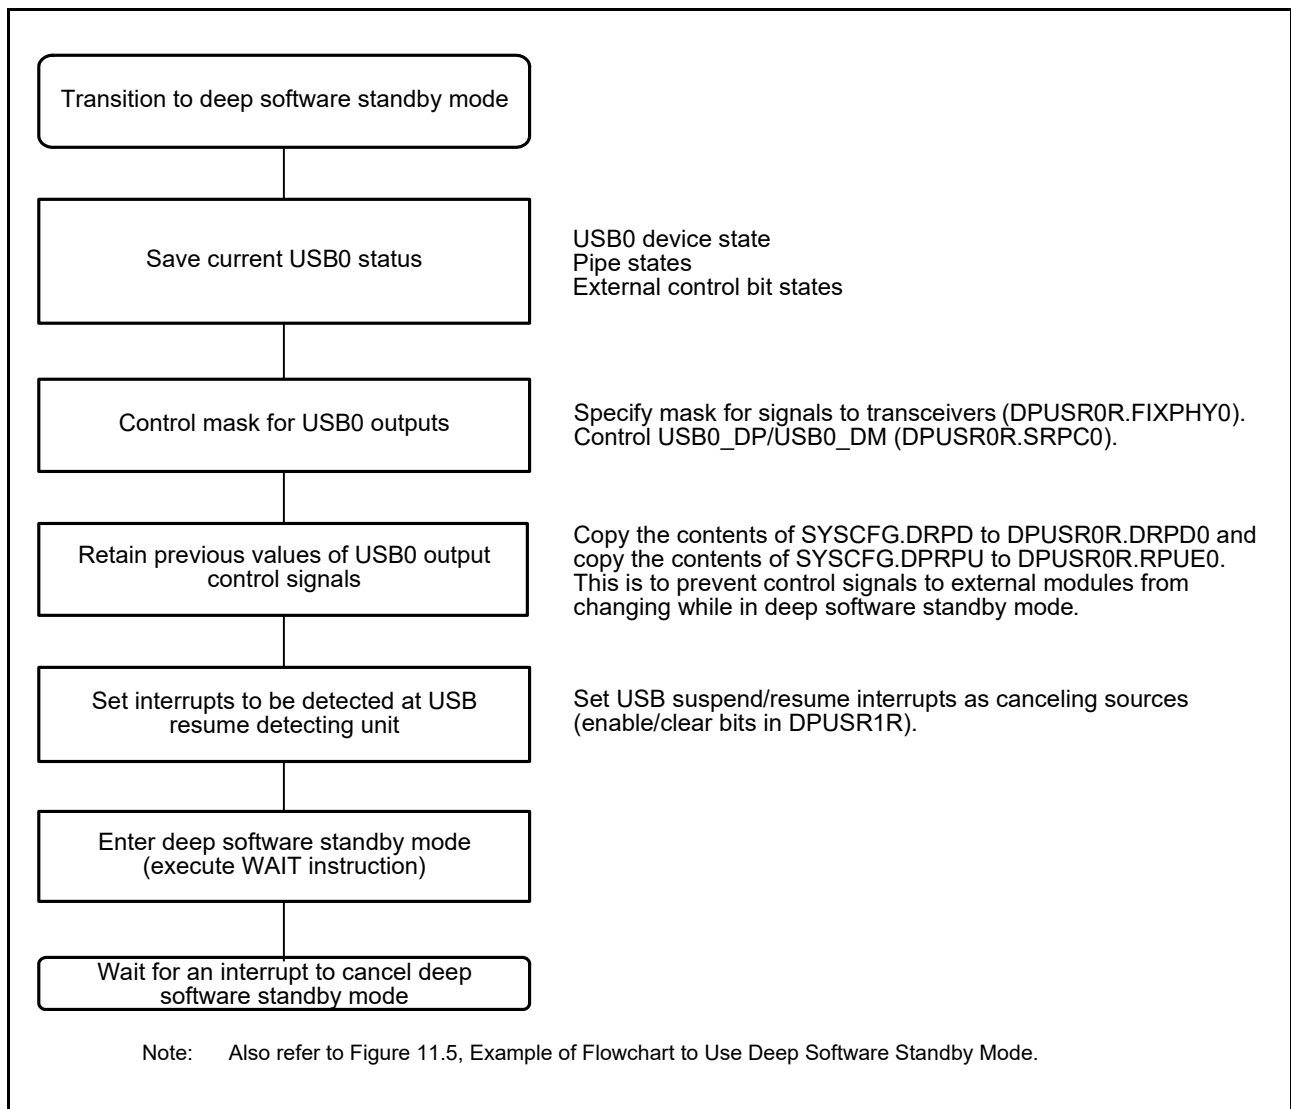 Transition to deep software standby mode
Save current USB0 status
USB0 device state
Pipe states
External control bit states
Control mask for USB0 outputs
Specify mask for signals to transceivers (DPUSR0R.FIXPHY0).
Control USB0_DP/USB0_DM (DPUSR0R.SRPC0).
Retain previous values of USB0 output
control signals
Copy the contents of SYSCFG.DRPD to DPUSR0R.DRPD0 and
copy the contents of SYSCFG.DPRPU to DPUSR0R.RPUE0.
This is to prevent control signals to external modules from
changing while in deep software standby mode.
Set interrupts to be detected at USB
resume detecting unit
Set USB suspend/resume interrupts as canceling sources
(enable/clear bits in DPUSR1R).
Enter deep software standby mode
(execute WAIT instruction)
Wait for an interrupt to cancel deep
software standby mode
Note: Also refer to Figure 11.5, Example of Flowchart to Use Deep Software Standby Mode.